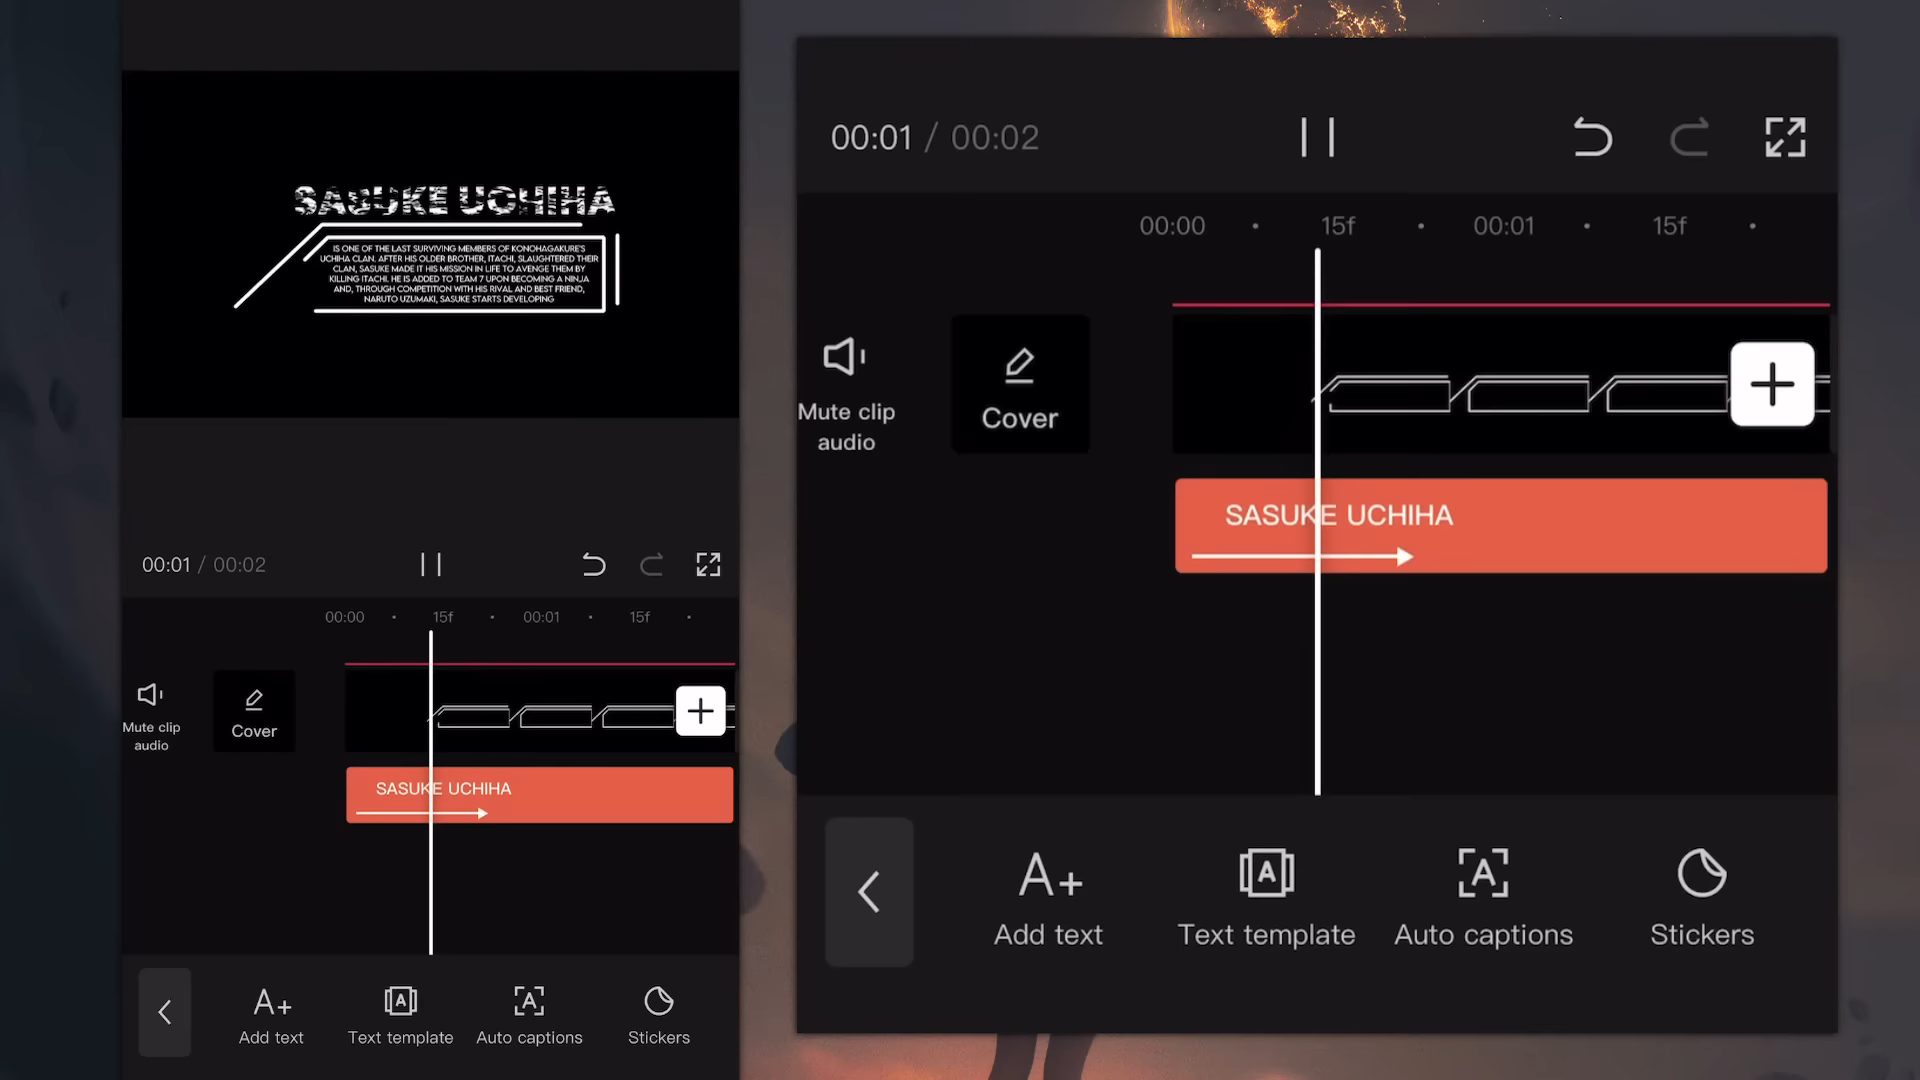 SASUKE UCHIHA
IS ONE OF THE LAST SURVIVING MEMBERS OF KONOHAGAKURE'S
UCHIHA CLAN. AFTER HIS OLDER BROTHER, ITACHI, SLAUGHTERED THEIR
CLAN, SASUKE MADE IT HIS MISSION IN LIFE TO AVENGE THEM BY
KILLING ITACHI. HE IS ADDED TO TEAM 7 UPON BECOMING A NINJA
AND, THROUGH COMPETITION WITH HIS RIVAL AND BEST FRIEND,
NARUTO UZUMAKI, SASUKE STARTS DEVELOPING
00:01 / 00:02
00:00 15f 00:01 15f
Mute clip
audio
Cover
SASUKE UCHIHA
Add text Text template Auto captions Stickers
00:01 / 00:02
00:00 15f 00:01 15f
Mute clip
audio
Cover
SASUKE UCHIHA
Add text Text template Auto captions Stickers